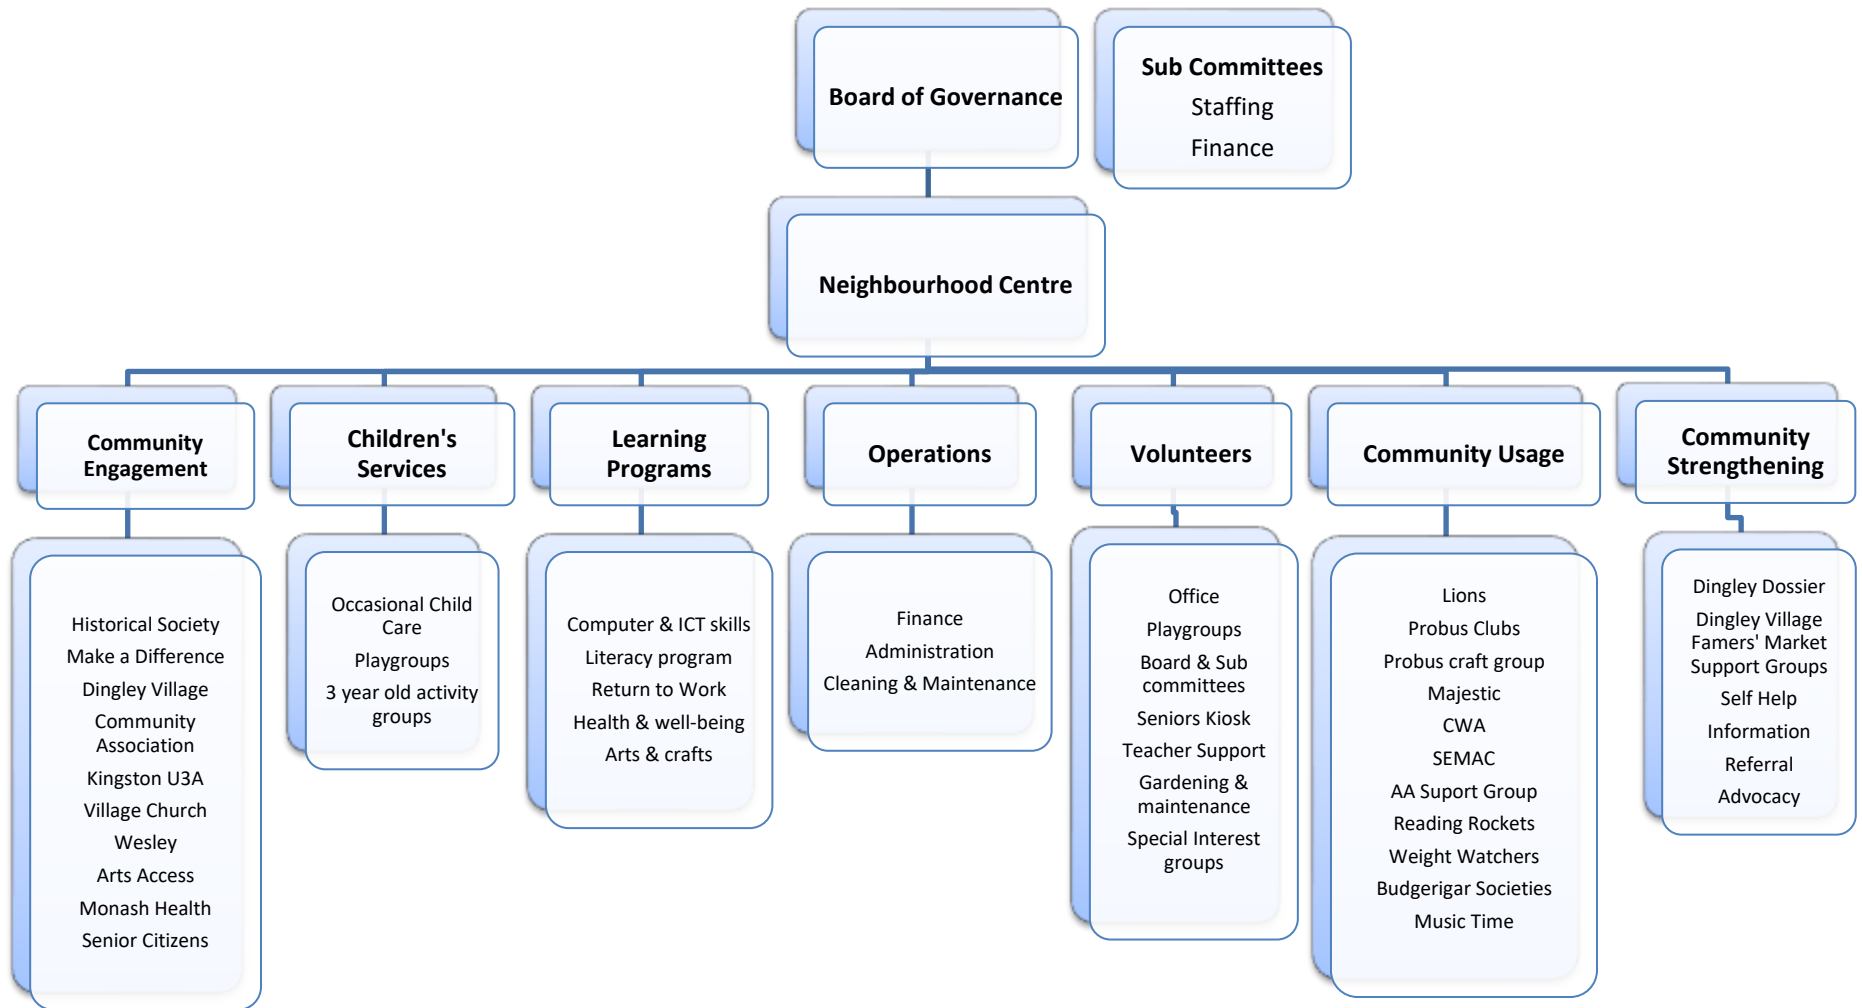 Board of Governance
Sub Committees
Staffing
Finance
Neighbourhood Centre
Community
Engagement
Children's
Services
Learning
Programs
Operations
Volunteers
Community Usage
Community
Strengthening
Historical Society
Make a Difference
Dingley Village
Community
Association
Kingston U3A
Village Church
Wesley
Arts Access
Monash Health
Senior Citizens
Occasional Child
Care
Playgroups
3 year old activity
groups
Computer & ICT skills
Literacy program
Return to Work
Health & well-being
Arts & crafts
Finance
Administration
Cleaning & Maintenance
Office
Playgroups
Board & Sub
committees
Seniors Kiosk
Teacher Support
Gardening &
maintenance
Special Interest
groups
Lions
Probus Clubs
Probus craft group
Majestic
CWA
SEMAC
AA Suport Group
Reading Rockets
Weight Watchers
Budgerigar Societies
Music Time
Dingley Dossier
Dingley Village
Famers' Market
Support Groups
Self Help
Information
Referral
Advocacy